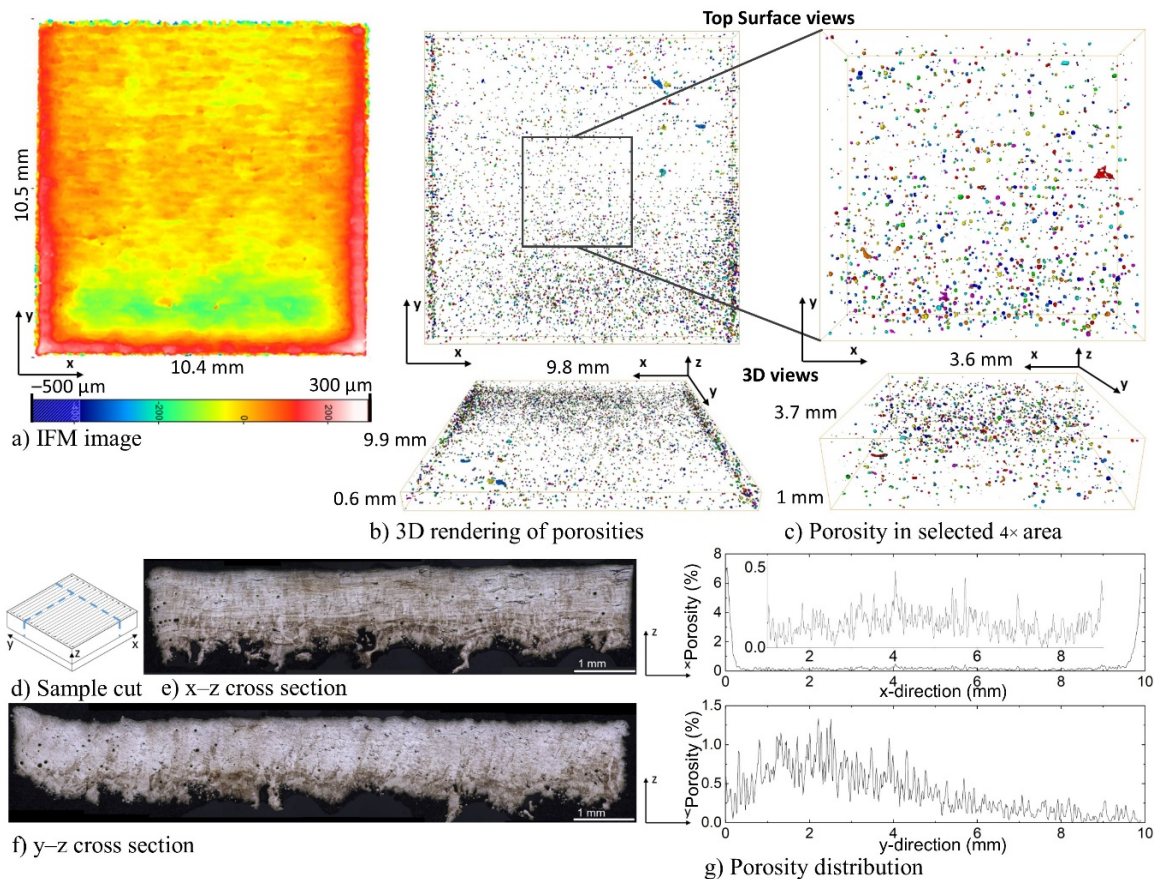 Top Surface views
10.5 mm
y
x
10.4 mm
−500 µm
300 µm
-400
-200
0
200
a) IFM image
y
x
9.8 mm
x
z
y
9.9 mm
0.6 mm
b) 3D rendering of porosities
y
x
3.6 mm
x
z
y
3D views
3.7 mm
1 mm
c) Porosity in selected 4× area
y
z
x
d) Sample cut
z
1 mm
e) x–z cross section
z
1 mm
f) y–z cross section
Porosity (%)
8
6
4
2
0
0.5
0.0
2
4
6
8
0
2
4
6
8
10
x-direction (mm)
Porosity (%)
1.5
1.0
0.5
0.0
0
2
4
6
8
10
y-direction (mm)
g) Porosity distribution